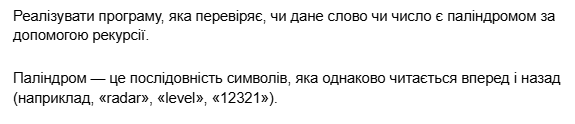 Реалізувати програму, яка перевіряє, чи дане слово чи число є паліндромом за
допомогою рекурсії.
Паліндром — це послідовність символів, яка однаково читається вперед і назад
(наприклад, «radar», «level», «12321»).